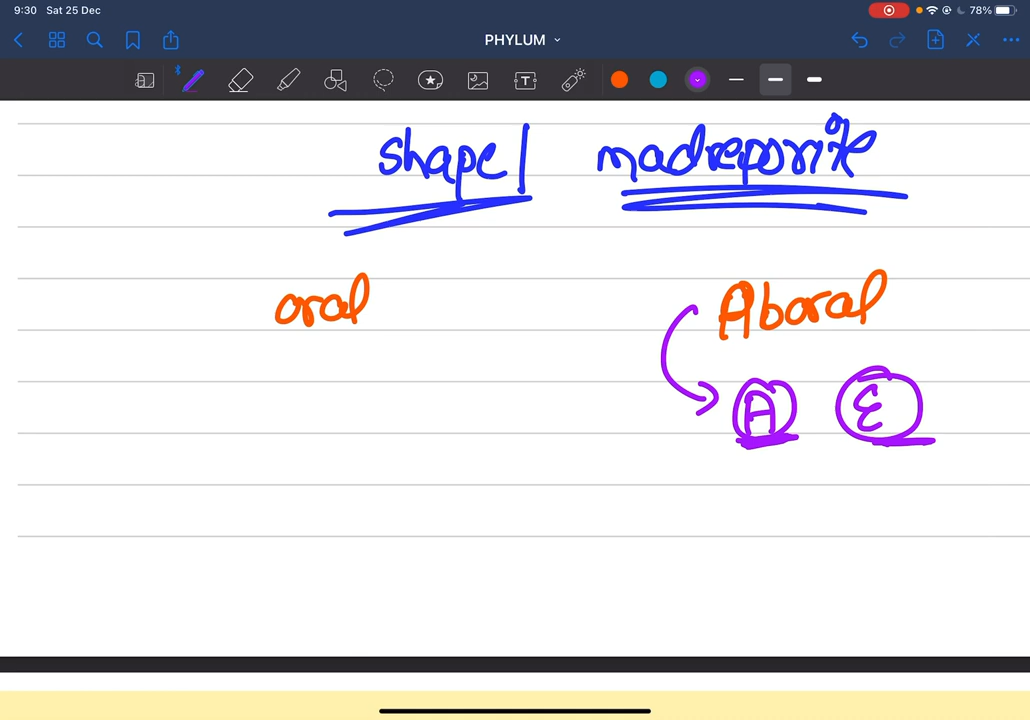 9:30 Sat 25 Dec 78%
PHYLUM
T
shape madreporite
oral Aboral
A E